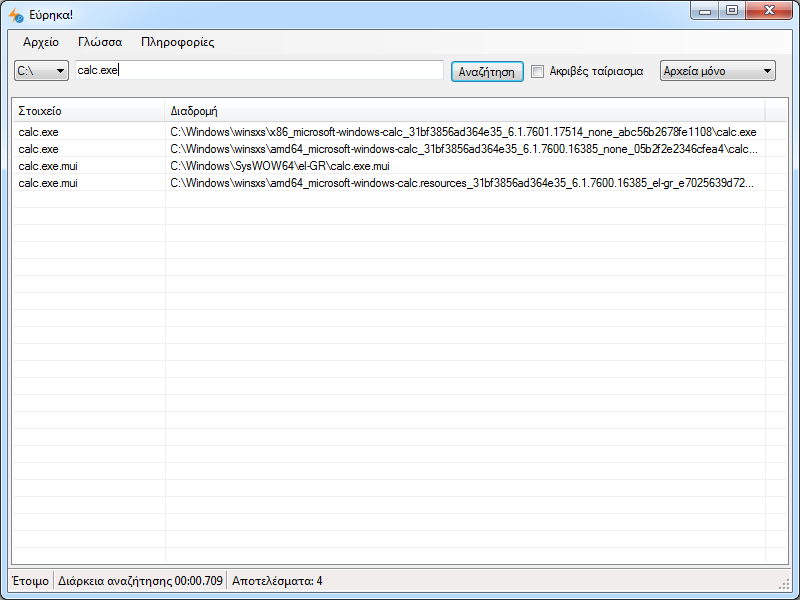 Εύρηκα!
Αρχείο Γλώσσα Πληροφορίες
C:\ calc.exe Αναζήτηση Ακριβές ταίριασμα Αρχεία μόνο
Στοιχείο Διαδρομή
calc.exe C:\Windows\winsxs\x86_microsoft-windows-calc_31bf3856ad364e35_6.1.7601.17514_none_abc56b2678fe1108\calc.exe
calc.exe C:\Windows\winsxs\amd64_microsoft-windows-calc_31bf3856ad364e35_6.1.7600.16385_none_05b2f2e2346cfea4\calc...
calc.exe.mui C:\Windows\SysWOW64\el-GR\calc.exe.mui
calc.exe.mui C:\Windows\winsxs\amd64_microsoft-windows-calc.resources_31bf3856ad364e35_6.1.7600.16385_el-gr_e7025639d72...
Έτοιμο Διάρκεια αναζήτησης 00:00.709 Αποτελέσματα: 4